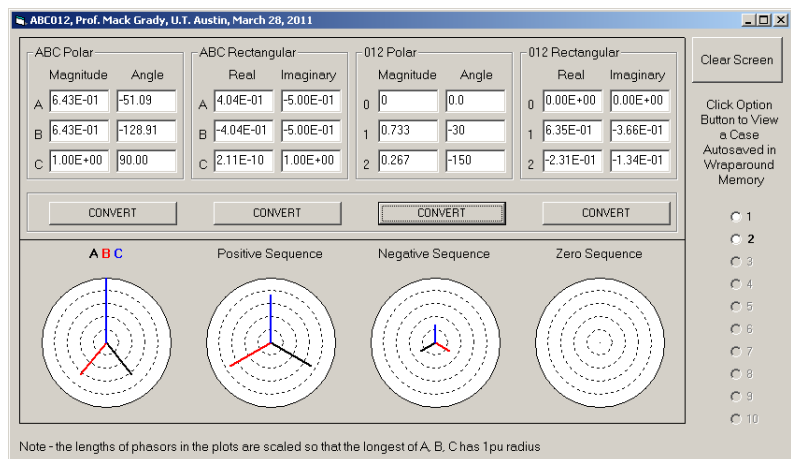 ABC012, Prof. Mack Grady, U.T. Austin, March 28, 2011
ABC Polar ABC Rectangular 012 Polar 012 Rectangular
Magnitude Angle Real Imaginary Magnitude Angle Real Imaginary
A 6.43E-01 -51.09 A 4.04E-01 -5.00E-01 0 0 0.0 0 0.00E+00 0.00E+00
B 6.43E-01 -128.91 B -4.04E-01 -5.00E-01 1 0.733 -30 1 6.35E-01 -3.66E-01
C 1.00E+00 90.00 C 2.11E-10 1.00E+00 2 0.267 -150 2 -2.31E-01 -1.34E-01
CONVERT CONVERT CONVERT CONVERT
A B C Positive Sequence Negative Sequence Zero Sequence
Clear Screen
Click Option
Button to View
a Case
Autosaved in
Wraparound
Memory
1
2
3
4
5
6
7
8
9
10
Note - the lengths of phasors in the plots are scaled so that the longest of A, B, C has 1pu radius